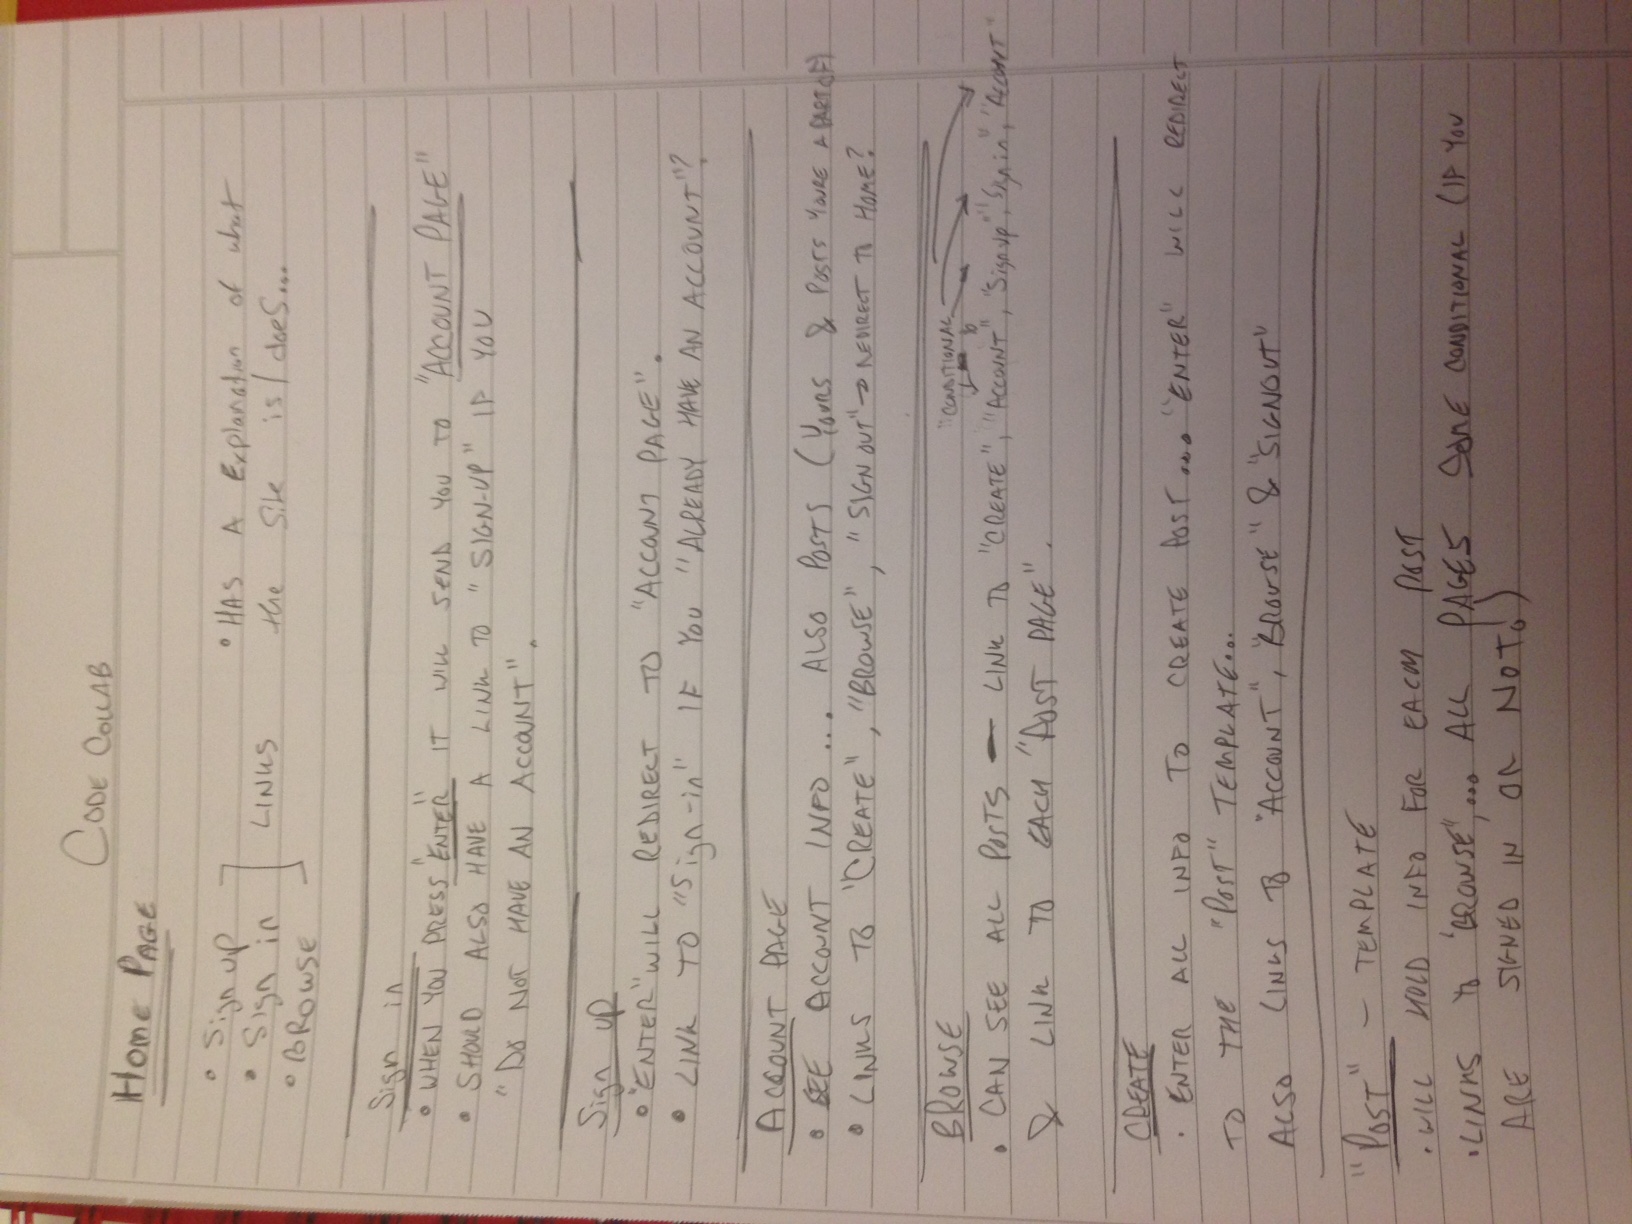 CODE COLLAB
Home PAGE
• Sign up
• Sign in
• BROWSE
LINKS
• HAS A Explanation of what
the Site is/does...
Sign in
• WHEN YOU PRESS "ENTER" IT WILL SEND YOU TO "ACCOUNT PAGE"
• SHOULD ALSO HAVE A LINK TO "SIGN-UP" IF YOU
"DO NOT HAVE AN ACCOUNT".
Sign up
• "ENTER" WILL REDIRECT TO "ACCOUNT PAGE".
• LINK TO "Sign-in" IF YOU "ALREADY HAVE AN ACCOUNT"?
ACCOUNT PAGE
• SEE ACCOUNT INFO ... ALSO POSTS (YOURS & POSTS YOURE A PART OF)
• LINKS TO "CREATE", "BROWSE", "SIGN OUT" → REDIRECT TO HOME?
BROWSE
"CONDITIONAL
• CAN SEE ALL POSTS — LINK TO "CREATE", "ACCOUNT", "Sign up", "Sign in", "ACCOUNT"
& LINK TO EACH "POST PAGE".
CREATE
• ENTER ALL INFO TO CREATE POST... "ENTER" WILL REDIRECT
TO THE "POST" TEMPLATE...
ALSO LINKS TO "ACCOUNT", "BROWSE" & "SIGNOUT"
"POST" – TEMPLATE
• WILL HOLD INFO FOR EACH POST
• LINKS TO "BROWSE",... ALL PAGES SOME CONDITIONAL (IF YOU
ARE SIGNED IN OR NOT.)